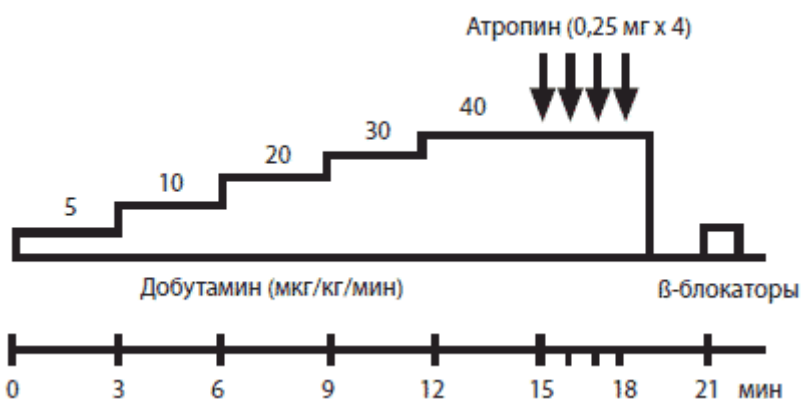 Атропин (0,25 мг x 4)
40
30
20
10
5
Добутамин (мкг/кг/мин)
ß-блокаторы
0 3 6 9 12 15 18 21 мин